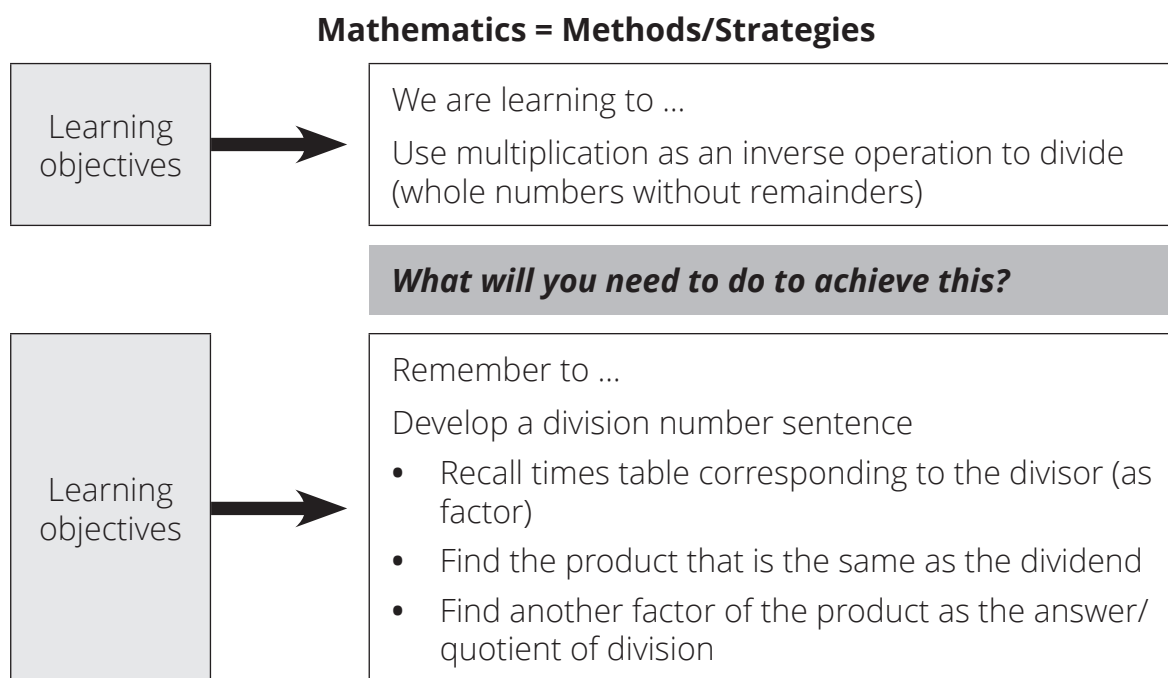 Mathematics = Methods/Strategies
Learning
objectives
We are learning to ...
Use multiplication as an inverse operation to divide
(whole numbers without remainders)
What will you need to do to achieve this?
Learning
objectives
Remember to ...
Develop a division number sentence
• Recall times table corresponding to the divisor (as
factor)
• Find the product that is the same as the dividend
• Find another factor of the product as the answer/
quotient of division